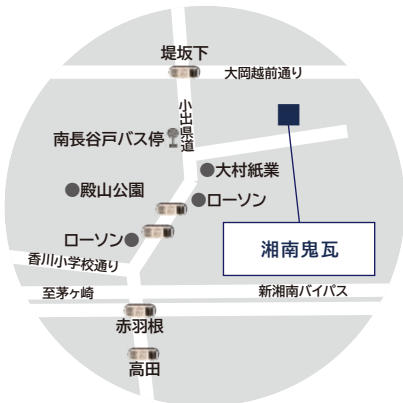 堤坂下
大岡越前通り
小出県道
南長谷戸バス停
大村紙業
殿山公園
ローソン
ローソン
湘南鬼瓦
香川小学校通り
至茅ヶ崎
新湘南バイパス
赤羽根
高田